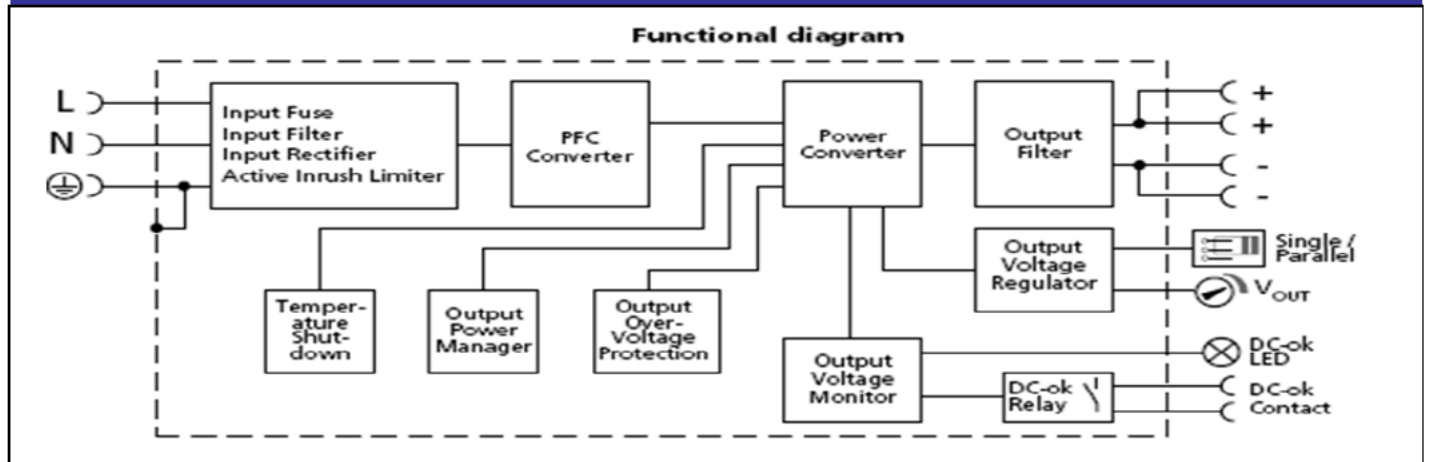 Functional diagram
L
N
Input Fuse
Input Filter
Input Rectifier
Active Inrush Limiter
PFC
Converter
Power
Converter
Output
Filter
+
+
-
-
Temper-
ature
Shut-
down
Output
Power
Manager
Output
Over-
Voltage
Protection
Output
Voltage
Regulator
Single /
Parallel
VOUT
Output
Voltage
Monitor
DC-ok
LED
DC-ok
Relay
DC-ok
Contact